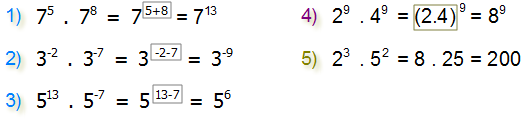 1) 7⁵ . 7⁸ = 7⁵⁺⁸ = 7¹³
2) 3⁻² . 3⁻⁷ = 3⁻²⁻⁷ = 3⁻⁹
3) 5¹³ . 5⁻⁷ = 5¹³⁻⁷ = 5⁶
4) 2⁹ . 4⁹ = (2.4)⁹ = 8⁹
5) 2³ . 5² = 8 . 25 = 200